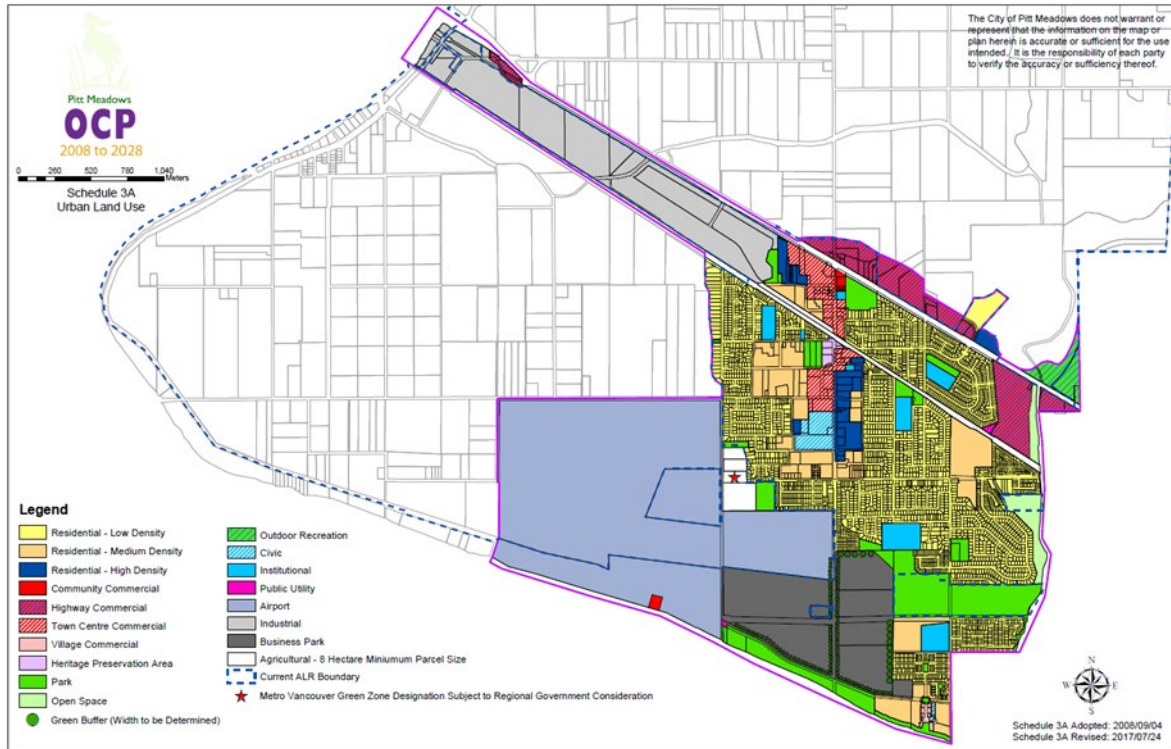 The City of Pitt Meadows does not warrant or
represent that the information on the map or
plan herein is accurate or sufficient for the use
intended. It is the responsibility of each party
to verify the accuracy or sufficiency thereof.
Pitt Meadows
OCP
2008 to 2028
0 260 520 780 1,040
Meters
Schedule 3A
Urban Land Use
Legend
Residential - Low Density
Residential - Medium Density
Residential - High Density
Community Commercial
Highway Commercial
Town Centre Commercial
Village Commercial
Heritage Preservation Area
Park
Open Space
Green Buffer (Width to be Determined)
Outdoor Recreation
Civic
Institutional
Public Utility
Airport
Industrial
Business Park
Agricultural - 8 Hectare Miniumum Parcel Size
Current ALR Boundary
Metro Vancouver Green Zone Designation Subject to Regional Government Consideration
N
W E
S
Schedule 3A Adopted: 2008/09/04
Schedule 3A Revised: 2017/07/24